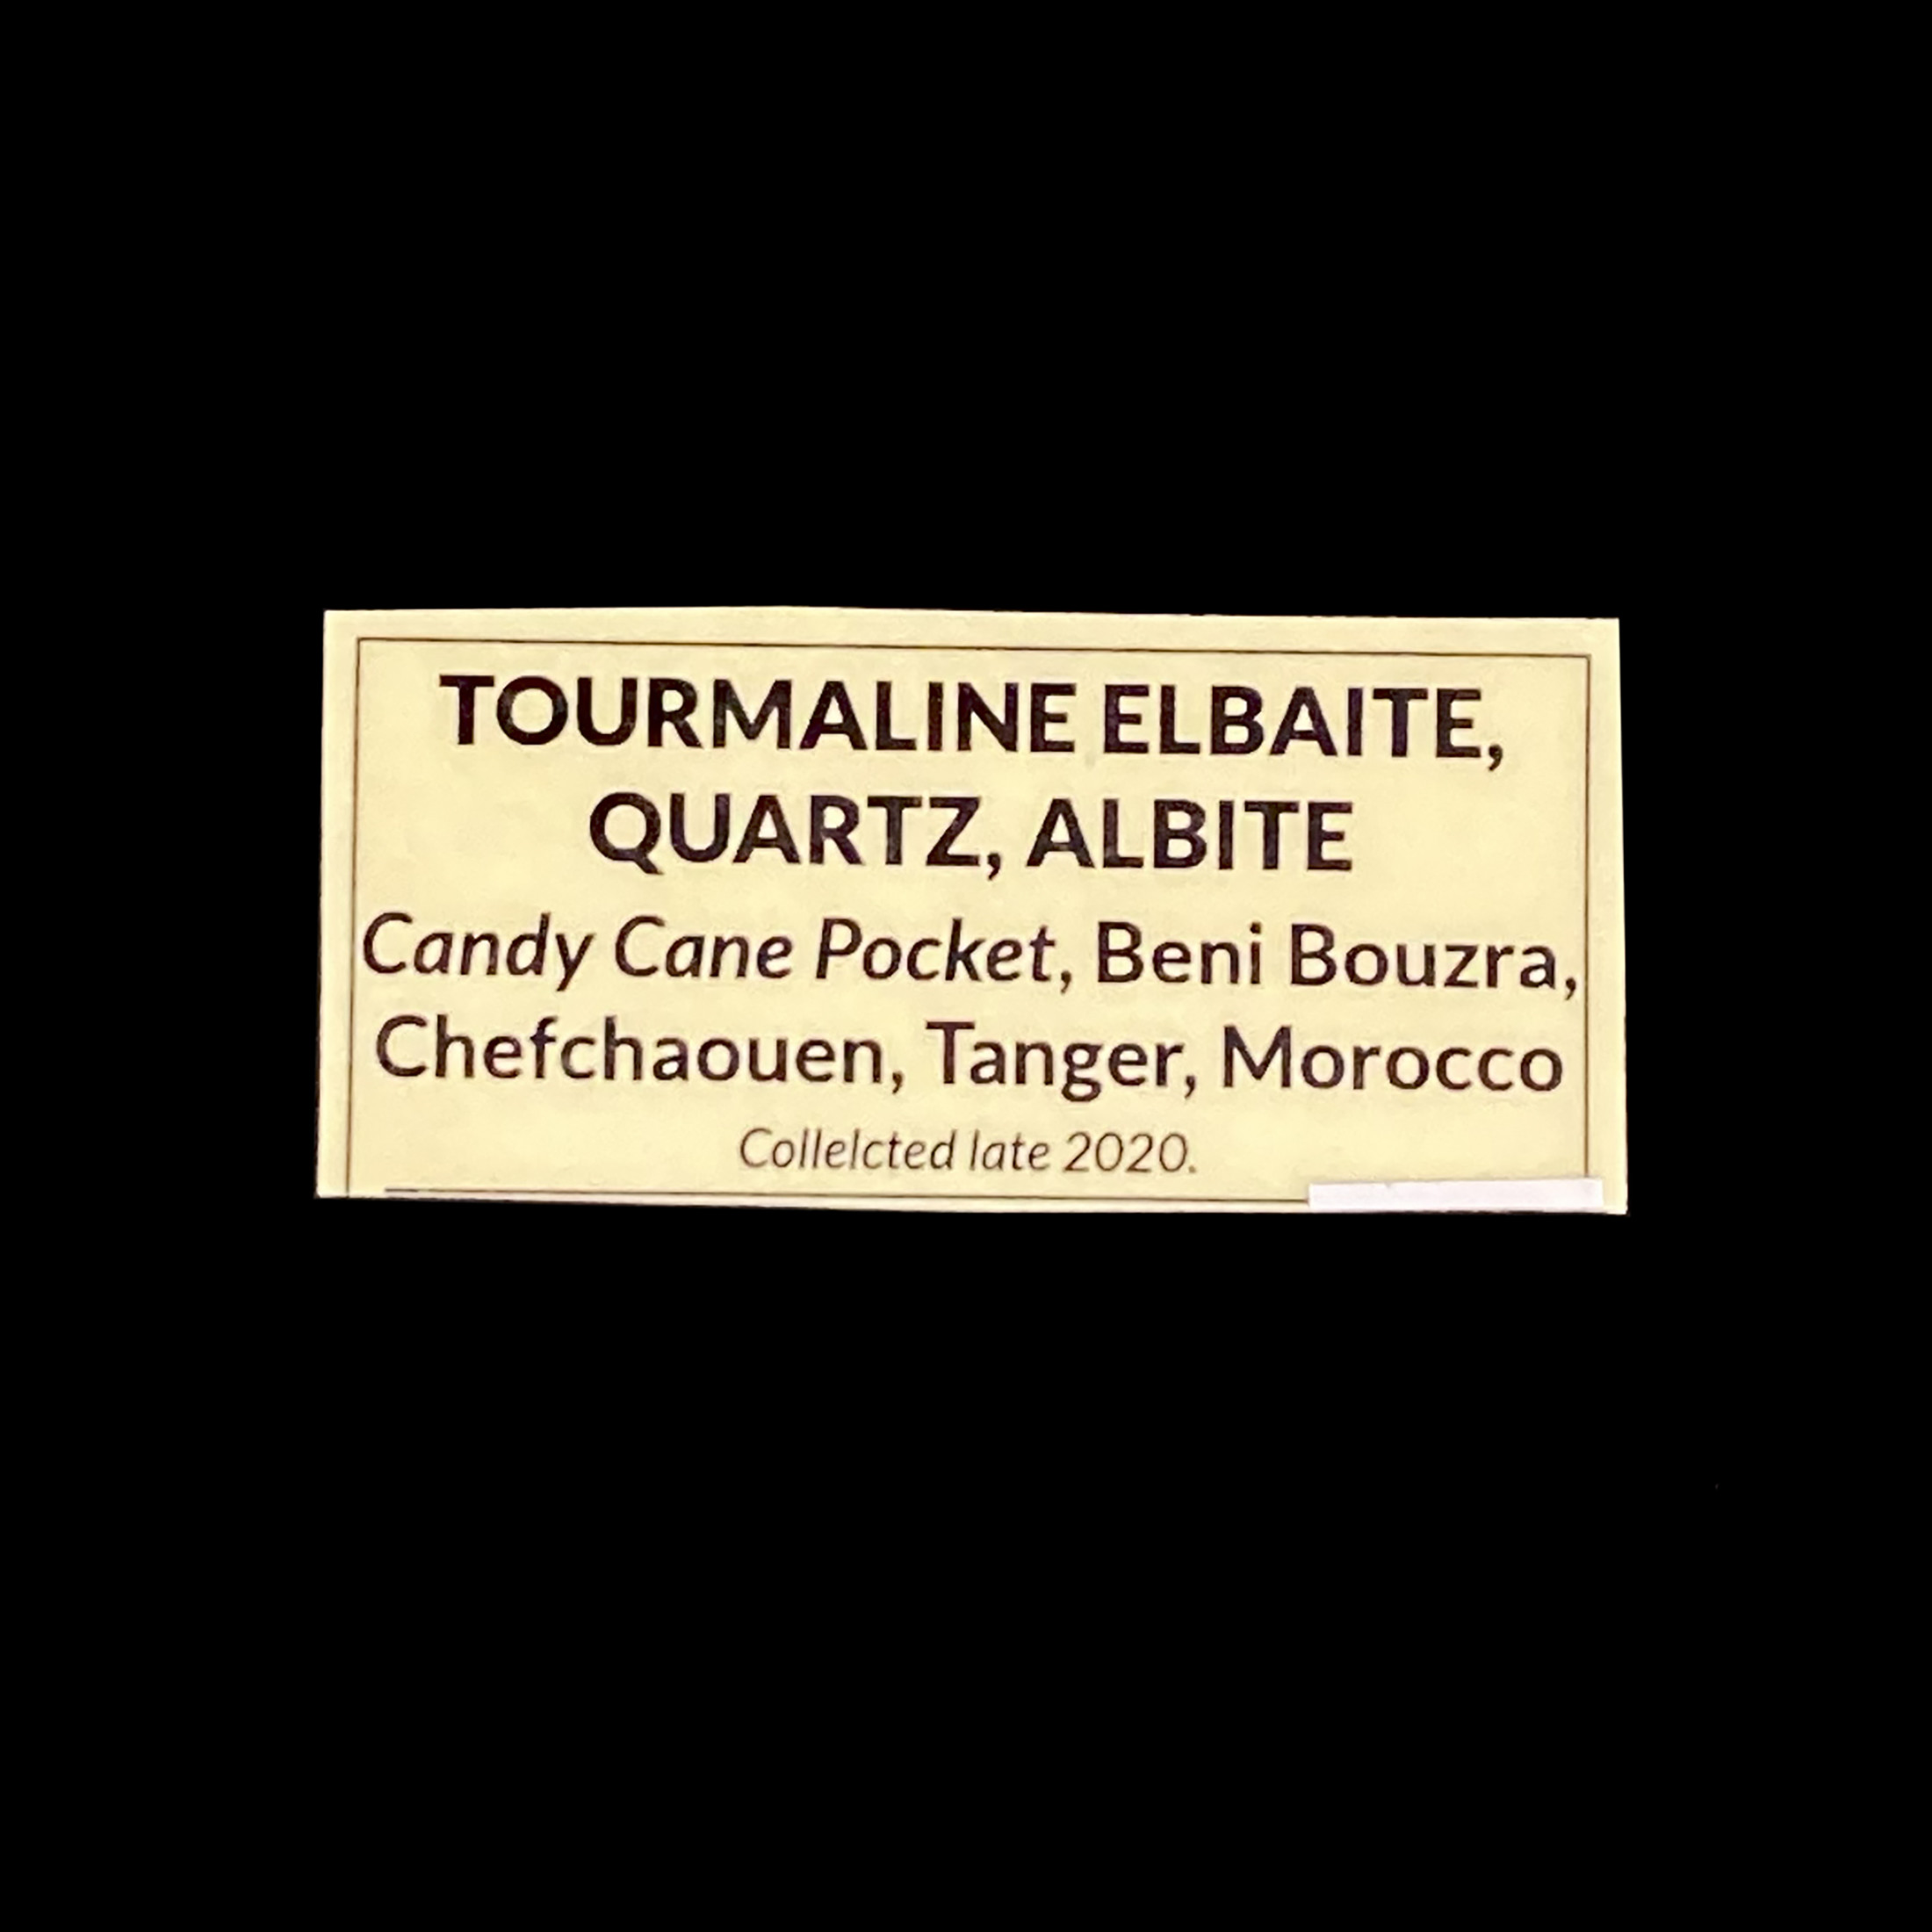 TOURMALINE ELBAITE,
QUARTZ, ALBITE
Candy Cane Pocket, Beni Bouzra,
Chefchaouen, Tanger, Morocco
Collelcted late 2020.